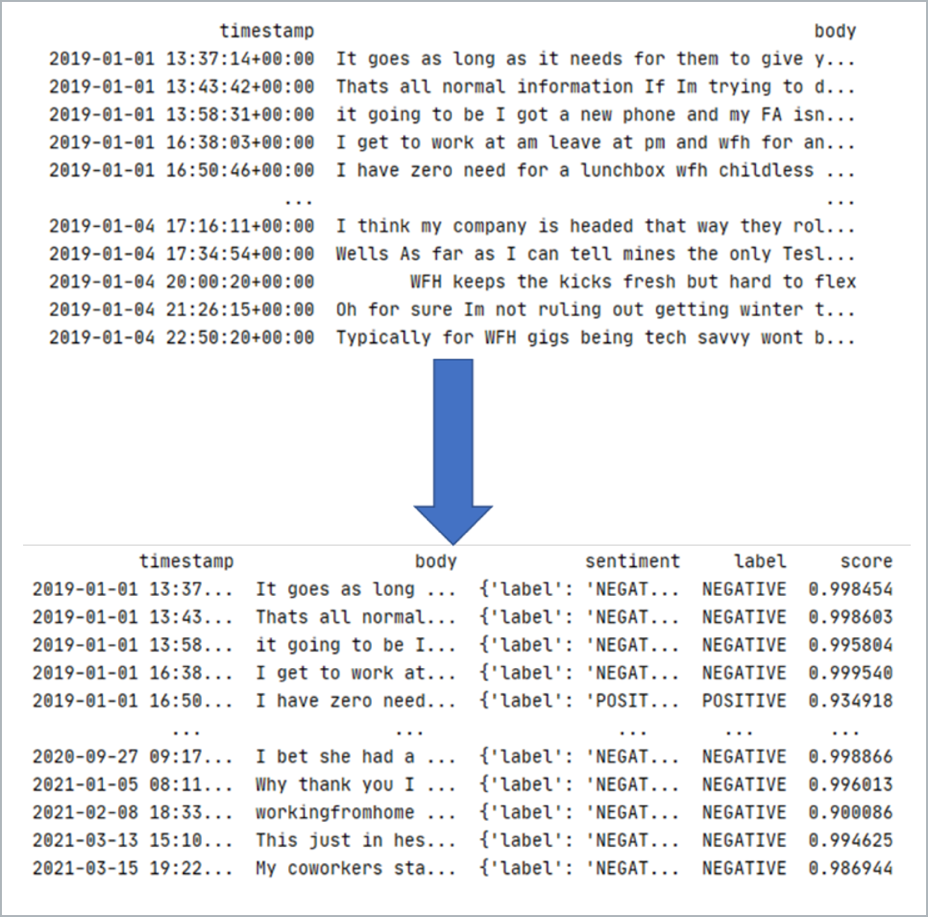 timestamp body
2019-01-01 13:37:14+00:00 It goes as long as it needs for them to give y...
2019-01-01 13:43:42+00:00 Thats all normal information If Im trying to d...
2019-01-01 13:58:31+00:00 it going to be I got a new phone and my FA isn...
2019-01-01 16:38:03+00:00 I get to work at am leave at pm and wfh for an...
2019-01-01 16:50:46+00:00 I have zero need for a lunchbox wfh childless ...
... ...
2019-01-04 17:16:11+00:00 I think my company is headed that way they rol...
2019-01-04 17:34:54+00:00 Wells As far as I can tell mines the only Tesl...
2019-01-04 20:00:20+00:00 WFH keeps the kicks fresh but hard to flex
2019-01-04 21:26:15+00:00 Oh for sure Im not ruling out getting winter t...
2019-01-04 22:50:20+00:00 Typically for WFH gigs being tech savvy wont b...
timestamp body sentiment label score
2019-01-01 13:37... It goes as long ... {'label': 'NEGAT... NEGATIVE 0.998454
2019-01-01 13:43... Thats all normal... {'label': 'NEGAT... NEGATIVE 0.998603
2019-01-01 13:58... it going to be I... {'label': 'NEGAT... NEGATIVE 0.995804
2019-01-01 16:38... I get to work at... {'label': 'NEGAT... NEGATIVE 0.999540
2019-01-01 16:50... I have zero need... {'label': 'POSIT... POSITIVE 0.934918
... ... ... ... ...
2020-09-27 09:17... I bet she had a ... {'label': 'NEGAT... NEGATIVE 0.998866
2021-01-05 08:11... Why thank you I ... {'label': 'NEGAT... NEGATIVE 0.996013
2021-02-08 18:33... workingfromhome ... {'label': 'NEGAT... NEGATIVE 0.900086
2021-03-13 15:10... This just in hes... {'label': 'NEGAT... NEGATIVE 0.994625
2021-03-15 19:22... My coworkers sta... {'label': 'NEGAT... NEGATIVE 0.986944